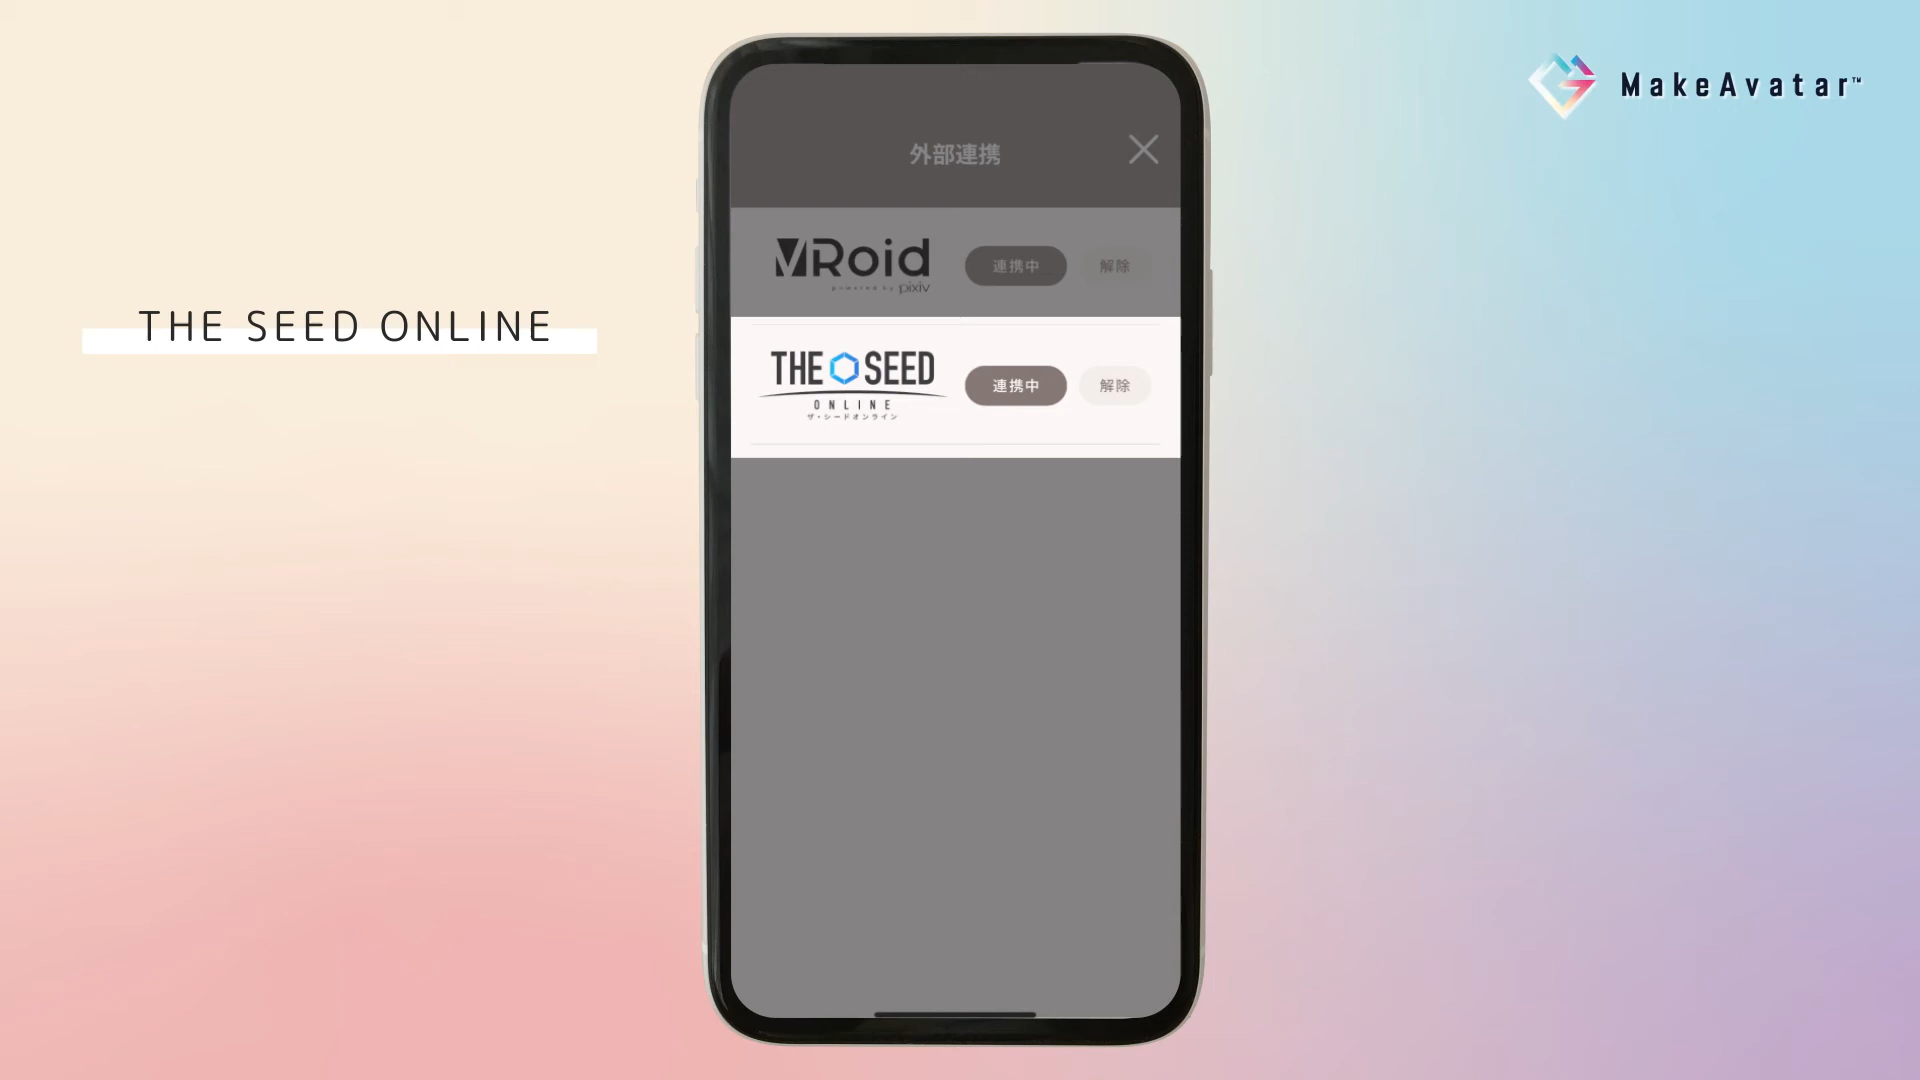 MakeAvatar™
外部連携
VRoid
powered by pixiv
連携中
解除
THE SEED ONLINE
THE SEED
ONLINE
ザ・シードオンライン
連携中
解除